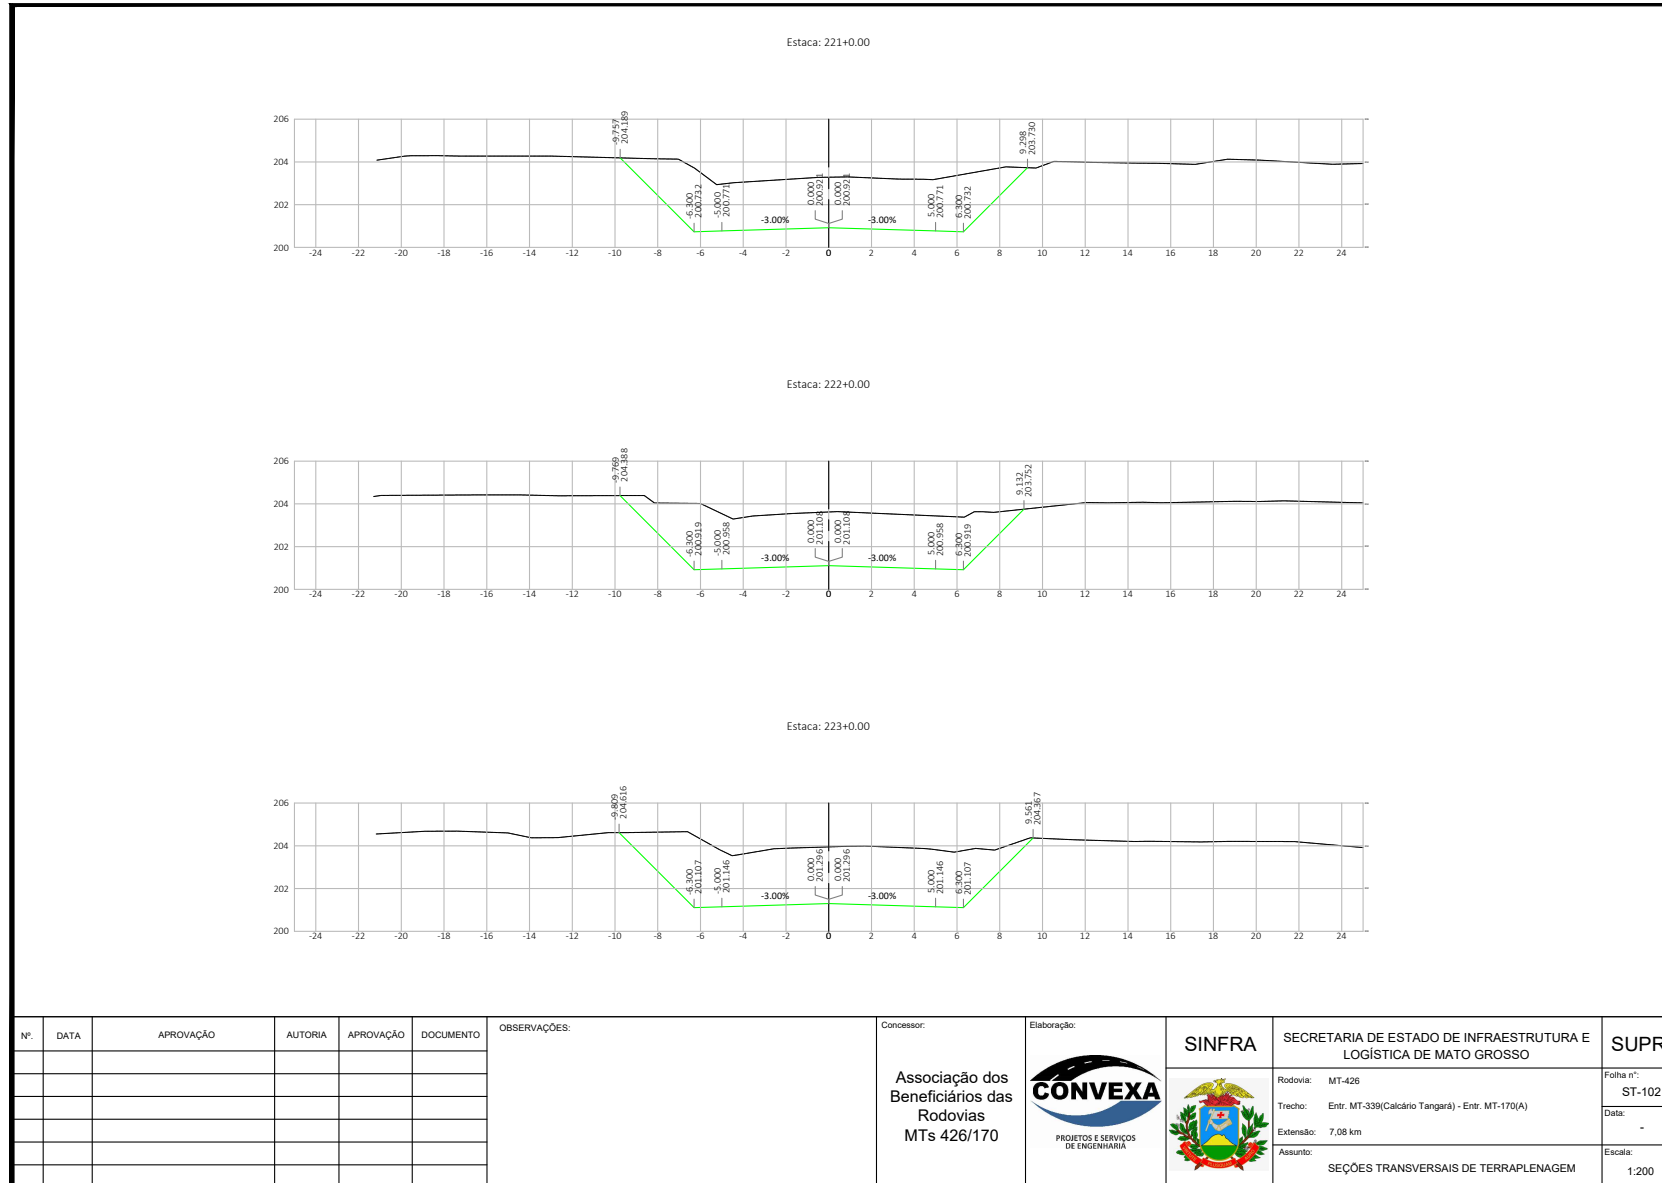 Estaca: 221+0.00
-9.757
204.189
9.298
203.730
-6.300
200.732
-5.000
200.771
0.000
200.921
0.000
200.921
5.000
200.771
6.300
200.732
-3.00%
-3.00%
206
204
202
200
-24 -22 -20 -18 -16 -14 -12 -10 -8 -6 -4 -2 0 2 4 6 8 10 12 14 16 18 20 22 24
Estaca: 222+0.00
-9.769
204.388
9.132
203.752
-6.300
200.919
-5.000
200.958
0.000
201.108
0.000
201.108
5.000
200.958
6.300
200.919
-3.00%
-3.00%
206
204
202
200
-24 -22 -20 -18 -16 -14 -12 -10 -8 -6 -4 -2 0 2 4 6 8 10 12 14 16 18 20 22 24
Estaca: 223+0.00
-9.809
204.616
9.561
204.367
-6.300
201.107
-5.000
201.146
0.000
201.296
0.000
201.296
5.000
201.146
6.300
201.107
-3.00%
-3.00%
206
204
202
200
-24 -22 -20 -18 -16 -14 -12 -10 -8 -6 -4 -2 0 2 4 6 8 10 12 14 16 18 20 22 24
Nº. DATA APROVAÇÃO AUTORIA APROVAÇÃO DOCUMENTO
OBSERVAÇÕES:
Concessor:
Associação dos
Beneficiários das
Rodovias
MTs 426/170
Elaboração:
CONVEXA
PROJETOS E SERVIÇOS
DE ENGENHARIA
SINFRA
SECRETARIA DE ESTADO DE INFRAESTRUTURA E
LOGÍSTICA DE MATO GROSSO
SUPR
Rodovia: MT-426
Trecho: Entr. MT-339(Calcário Tangará) - Entr. MT-170(A)
Extensão: 7,08 km
Assunto:
SEÇÕES TRANSVERSAIS DE TERRAPLENAGEM
Folha nº:
ST-102
Data:
-
Escala:
1:200